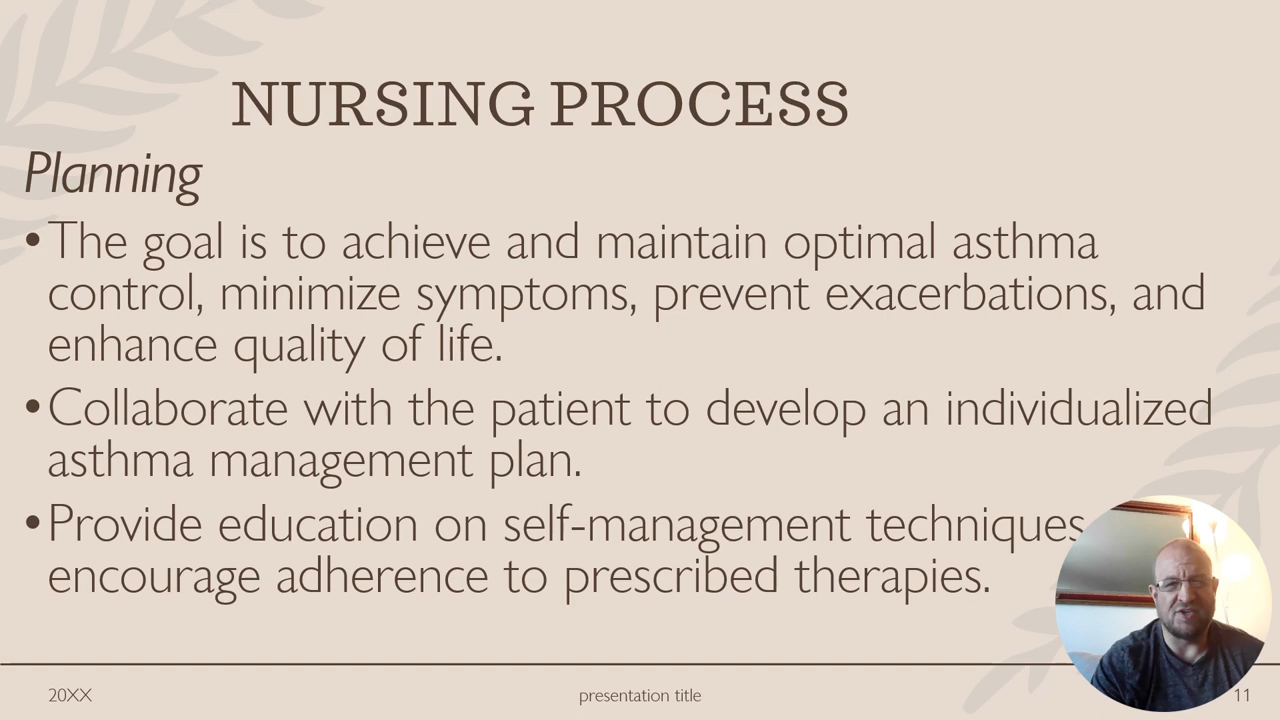 NURSING PROCESS
Planning
• The goal is to achieve and maintain optimal asthma
control, minimize symptoms, prevent exacerbations, and
enhance quality of life.
• Collaborate with the patient to develop an individualized
asthma management plan.
• Provide education on self-management techniques
encourage adherence to prescribed therapies.
20XX
presentation title
11